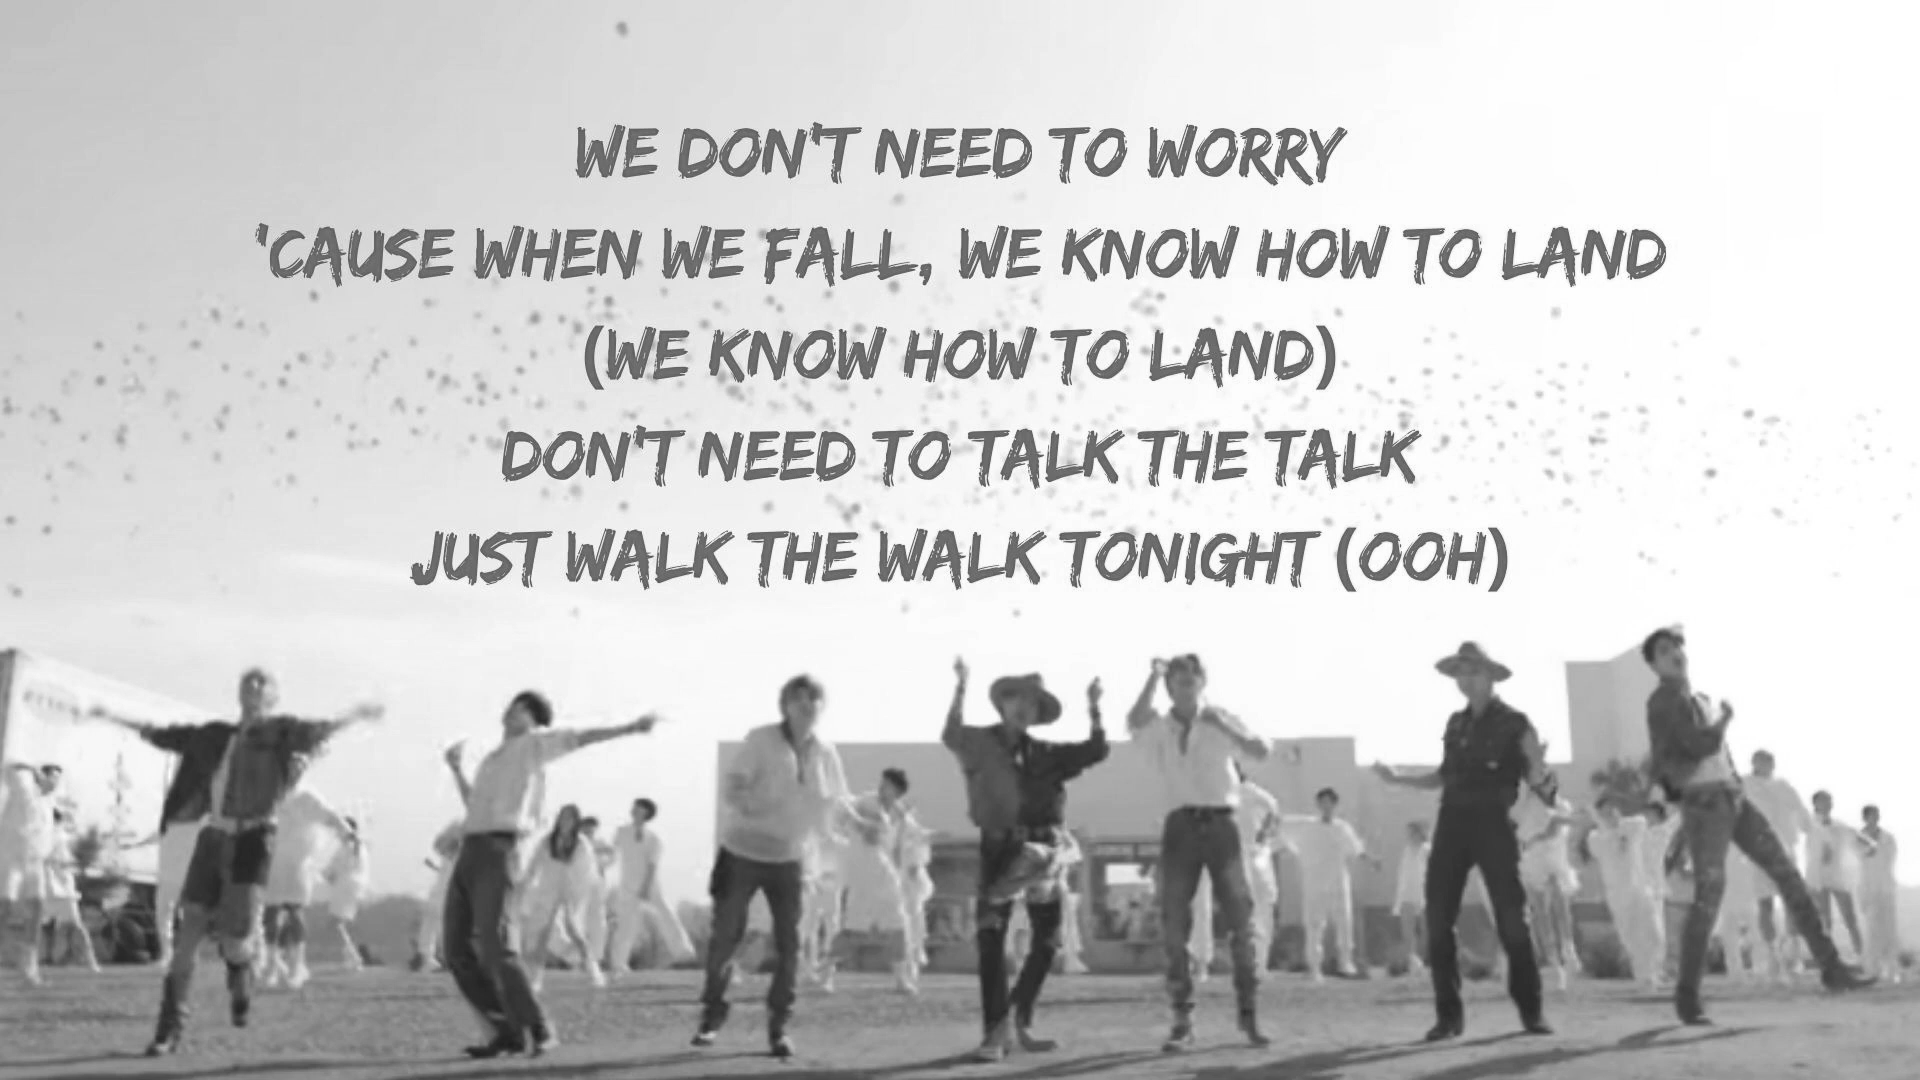 WE DON'T NEED TO WORRY
'CAUSE WHEN WE FALL, WE KNOW HOW TO LAND
(WE KNOW HOW TO LAND)
DON'T NEED TO TALK THE TALK
JUST WALK THE WALK TONIGHT (OOH)